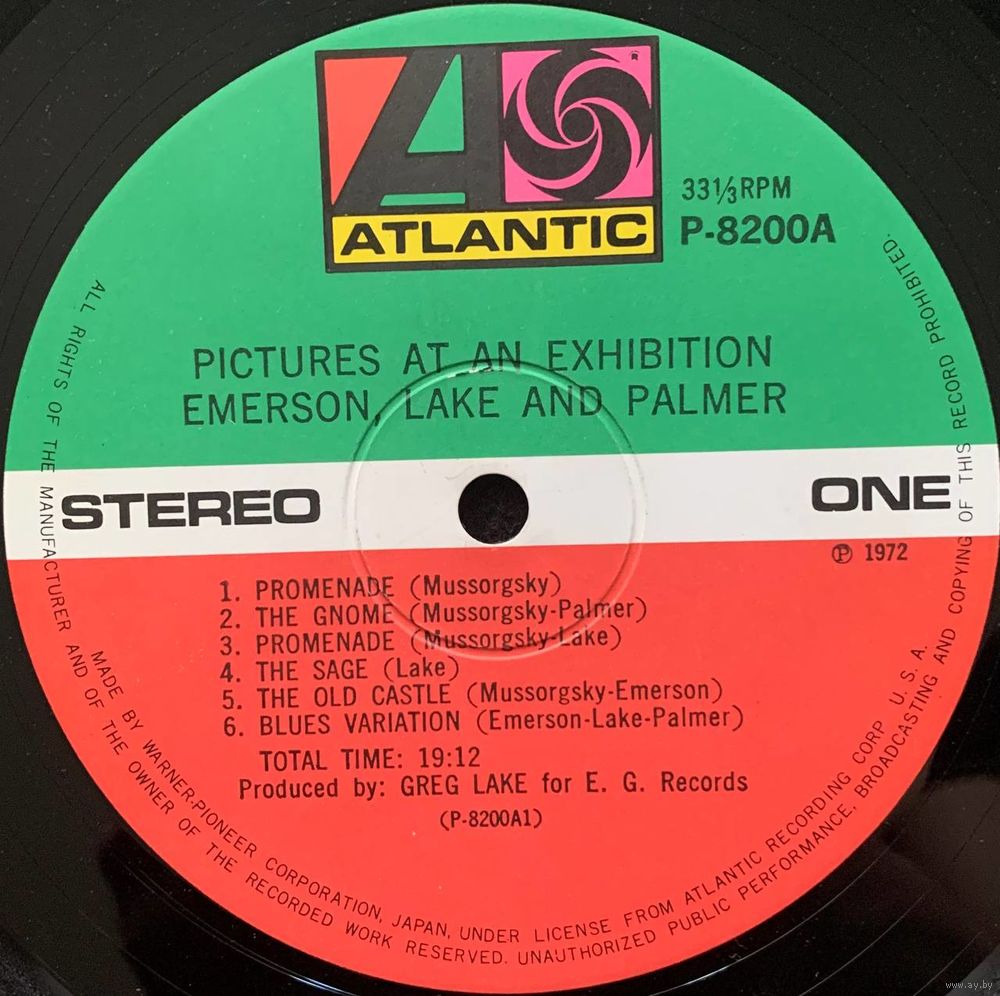 A
®
ATLANTIC
33⅓RPM
P-8200A
PICTURES AT AN EXHIBITION
EMERSON, LAKE AND PALMER
STEREO
ONE
℗ 1972
1. PROMENADE (Mussorgsky)
2. THE GNOME (Mussorgsky-Palmer)
3. PROMENADE (Mussorgsky-Lake)
4. THE SAGE (Lake)
5. THE OLD CASTLE (Mussorgsky-Emerson)
6. BLUES VARIATION (Emerson-Lake-Palmer)
TOTAL TIME: 19:12
Produced by: GREG LAKE for E. G. Records
(P-8200A1)
MADE BY WARNER-PIONEER CORPORATION, JAPAN, UNDER LICENSE FROM ATLANTIC RECORDING CORP U. S. A.
ALL RIGHTS OF THE MANUFACTURER AND OF THE OWNER OF THE RECORDED WORK RESERVED. UNAUTHORIZED PUBLIC PERFORMANCE, BROADCASTING AND COPYING OF THIS RECORD PROHIBITED.
www.ay.by